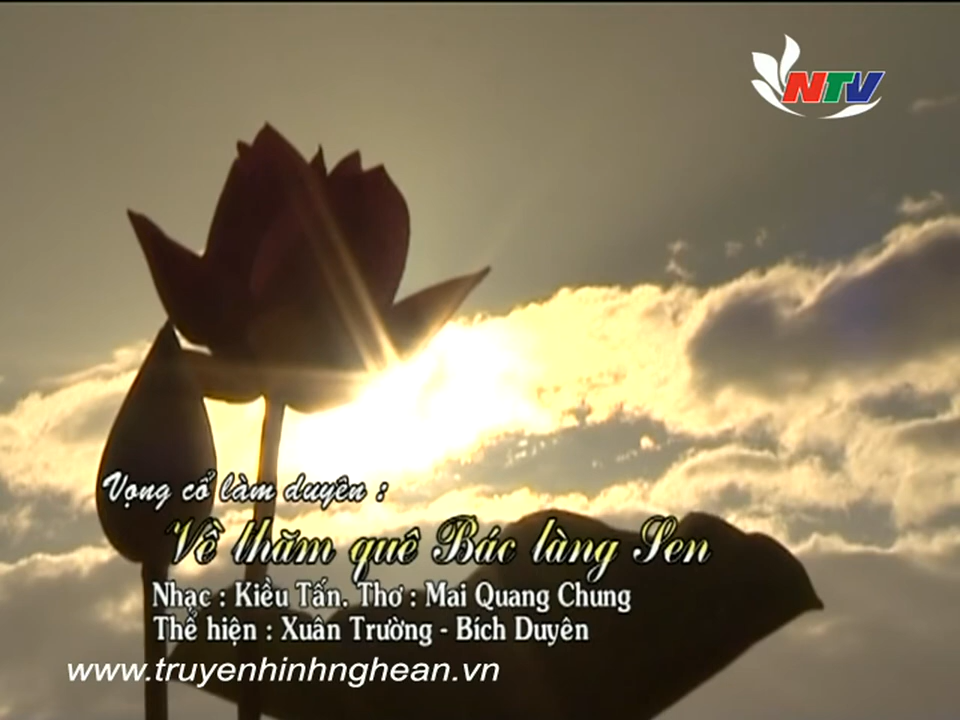 NTV
Vọng cổ làm duyên :
Về thăm quê Bác làng Sen
Nhạc : Kiều Tấn. Thơ : Mai Quang Chung
Thể hiện : Xuân Trường - Bích Duyên
www.truyenhinhnghean.vn